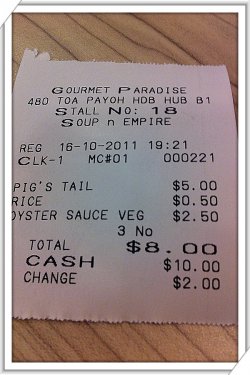 GOURMET PARADISE
480 TOA PAYOH HDB HUB B1
STALL NO: 18
SOUP n EMPIRE
REG 16-10-2011 19:21
CLK-1 MC#01 000221
PIG'S TAIL $5.00
RICE $0.50
OYSTER SAUCE VEG $2.50
3 No
TOTAL $8.00
CASH $10.00
CHANGE $2.00